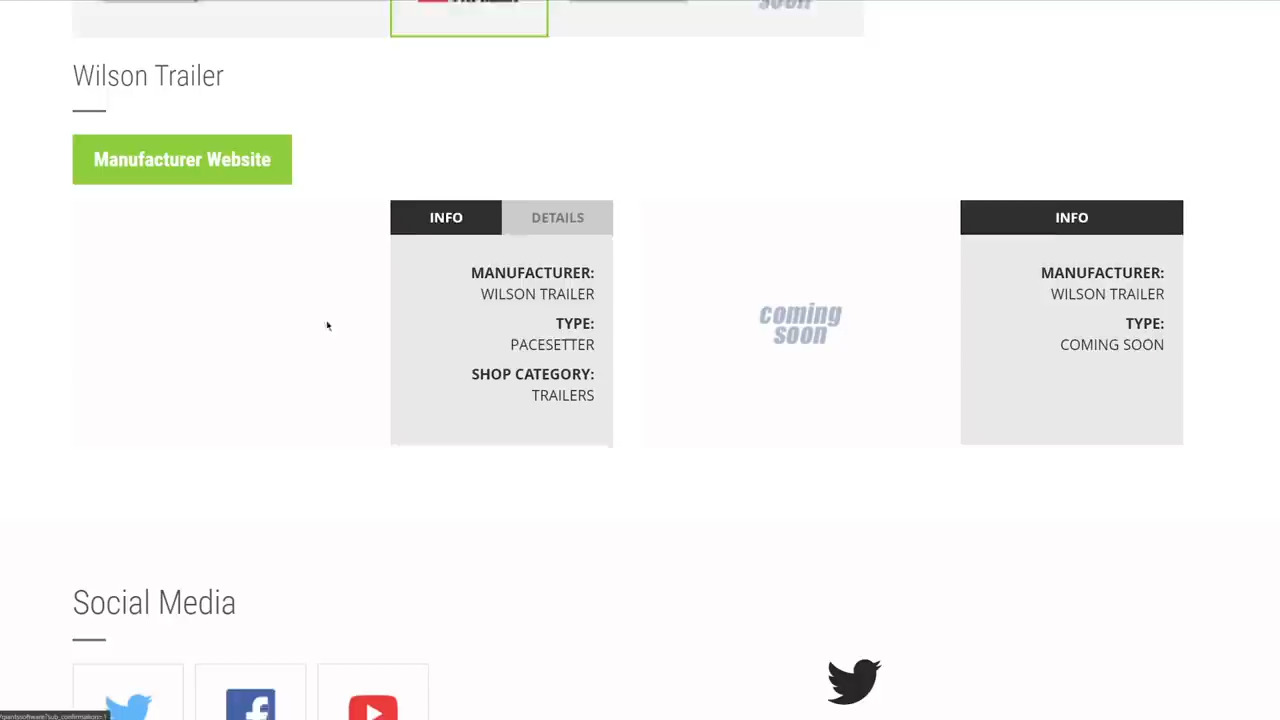 soon
Wilson Trailer
Manufacturer Website
INFO
DETAILS
MANUFACTURER:
WILSON TRAILER
TYPE:
PACESETTER
SHOP CATEGORY:
TRAILERS
coming
soon
INFO
MANUFACTURER:
WILSON TRAILER
TYPE:
COMING SOON
Social Media